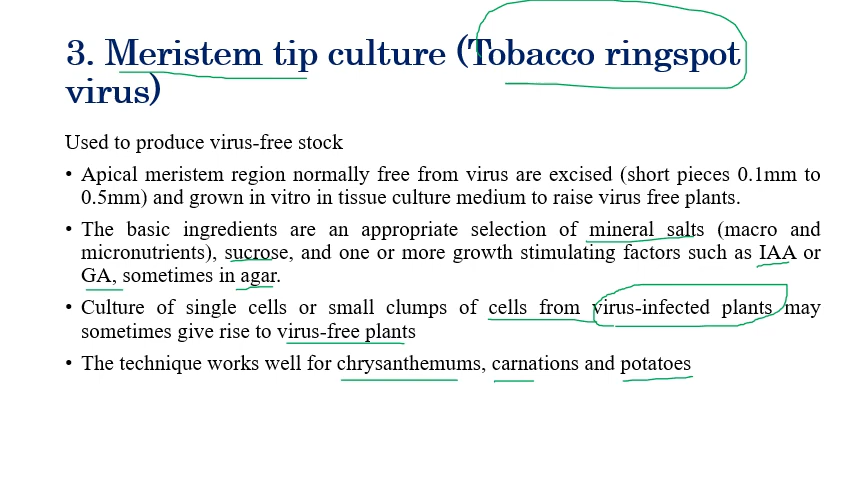 3. Meristem tip culture (Tobacco ringspot
virus)
Used to produce virus-free stock
• Apical meristem region normally free from virus are excised (short pieces 0.1mm to
0.5mm) and grown in vitro in tissue culture medium to raise virus free plants.
• The basic ingredients are an appropriate selection of mineral salts (macro and
micronutrients), sucrose, and one or more growth stimulating factors such as IAA or
GA, sometimes in agar.
• Culture of single cells or small clumps of cells from virus-infected plants may
sometimes give rise to virus-free plants
• The technique works well for chrysanthemums, carnations and potatoes